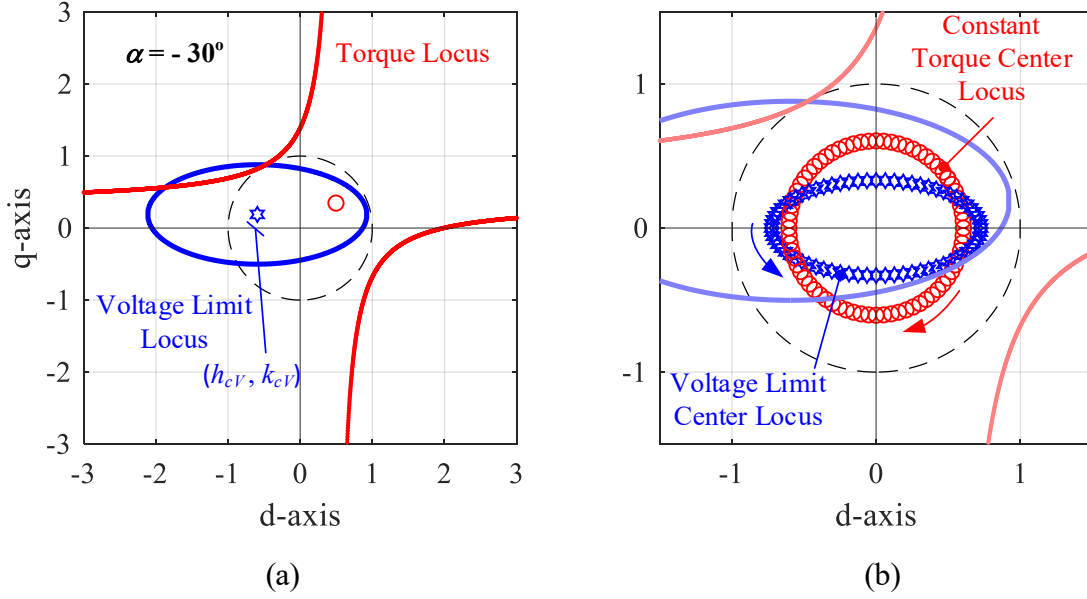 α = - 30°
Torque Locus
Voltage Limit
Locus
(h_cV, k_cV)
3
2
1
0
-1
-2
-3
-3 -2 -1 0 1 2 3
q-axis
d-axis
(a)
Constant
Torque Center
Locus
Voltage Limit
Center Locus
1
0
-1
-1 0 1
d-axis
(b)